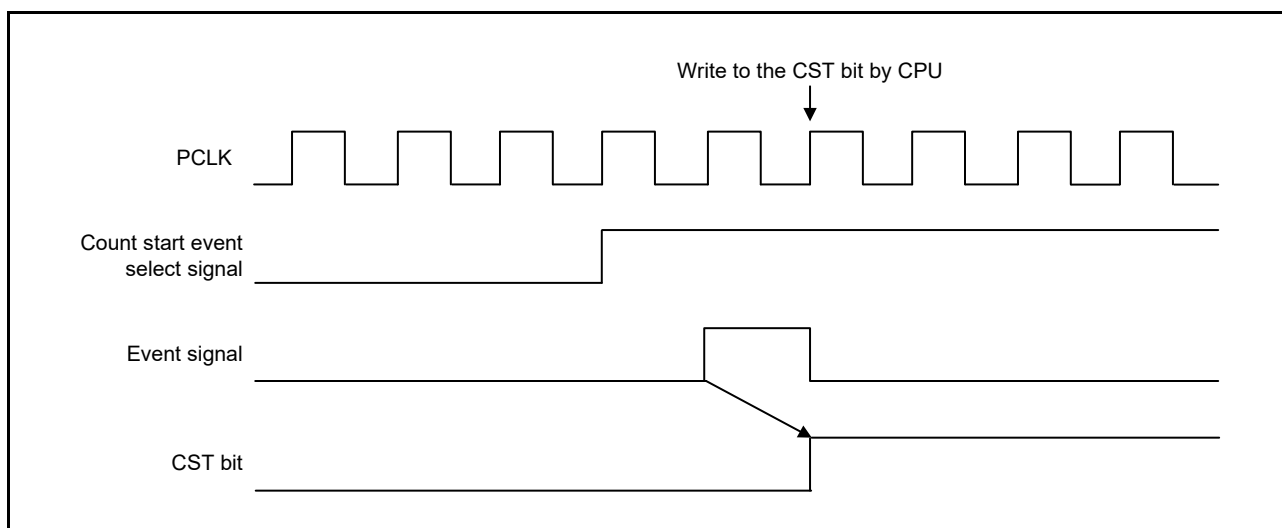 Write to the CST bit by CPU
PCLK
Count start event
select signal
Event signal
CST bit